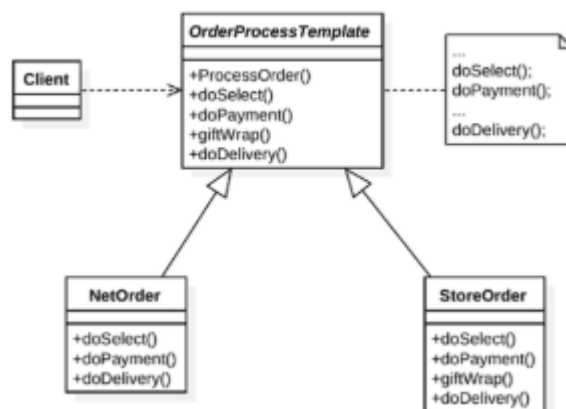 OrderProcessTemplate
+ProcessOrder()
+doSelect()
+doPayment()
+giftWrap()
+doDelivery()
Client
...
doSelect();
doPayment();
...
doDelivery();
NetOrder
+doSelect()
+doPayment()
+doDelivery()
StoreOrder
+doSelect()
+doPayment()
+giftWrap()
+doDelivery()